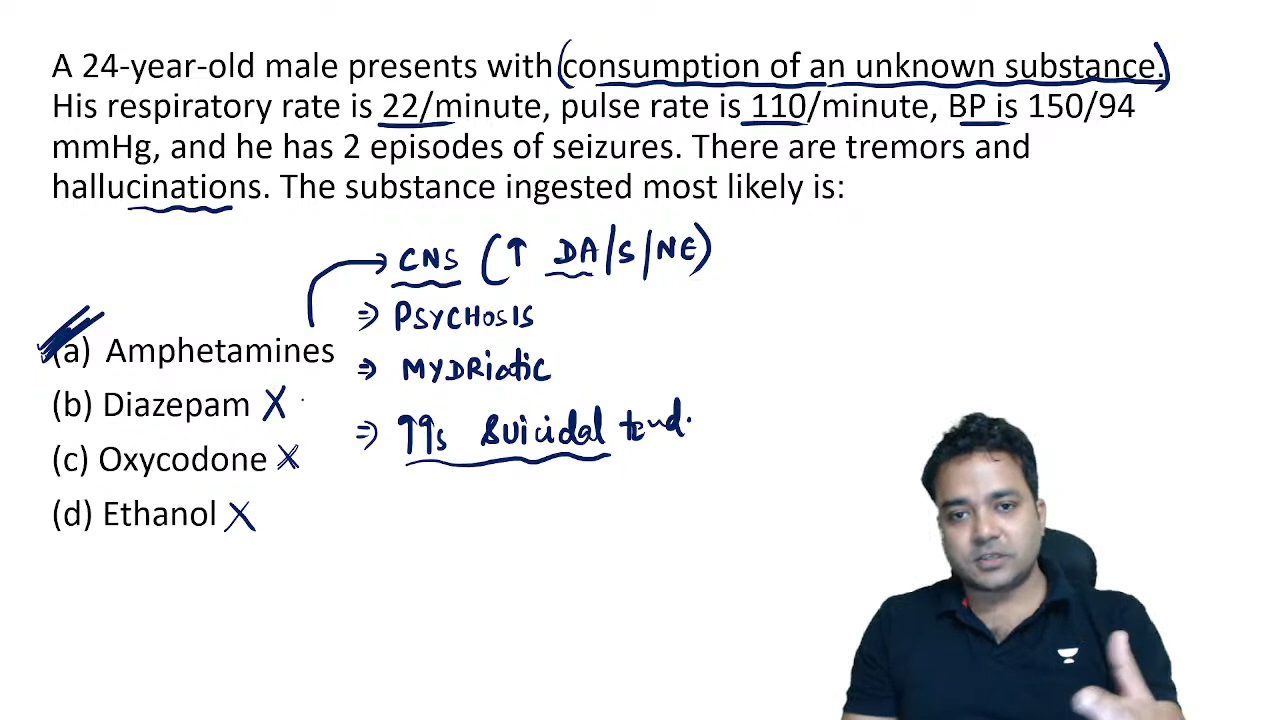 A 24-year-old male presents with (consumption of an unknown substance.)
His respiratory rate is 22/minute, pulse rate is 110/minute, BP is 150/94
mmHg, and he has 2 episodes of seizures. There are tremors and
hallucinations. The substance ingested most likely is:
CNS (↑ DA/S/NE)
⇒ PSYCHOSIS
(a) Amphetamines
⇒ MYDRiatic
(b) Diazepam X
⇒ ↑↑s Suicidal tend.
(c) Oxycodone X
(d) Ethanol X